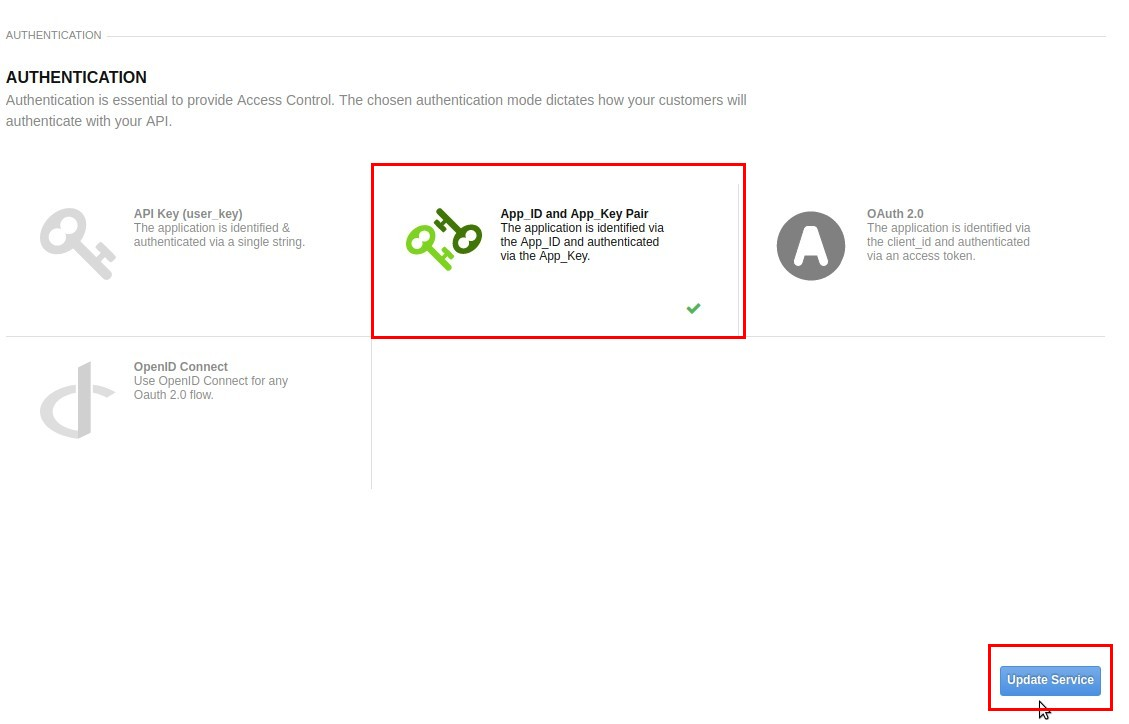 AUTHENTICATION
AUTHENTICATION
Authentication is essential to provide Access Control. The chosen authentication mode dictates how your customers will
authenticate with your API.
API Key (user_key)
The application is identified &
authenticated via a single string.
App_ID and App_Key Pair
The application is identified via
the App_ID and authenticated
via the App_Key.
OAuth 2.0
The application is identified via
the client_id and authenticated
via an access token.
OpenID Connect
Use OpenID Connect for any
Oauth 2.0 flow.
Update Service